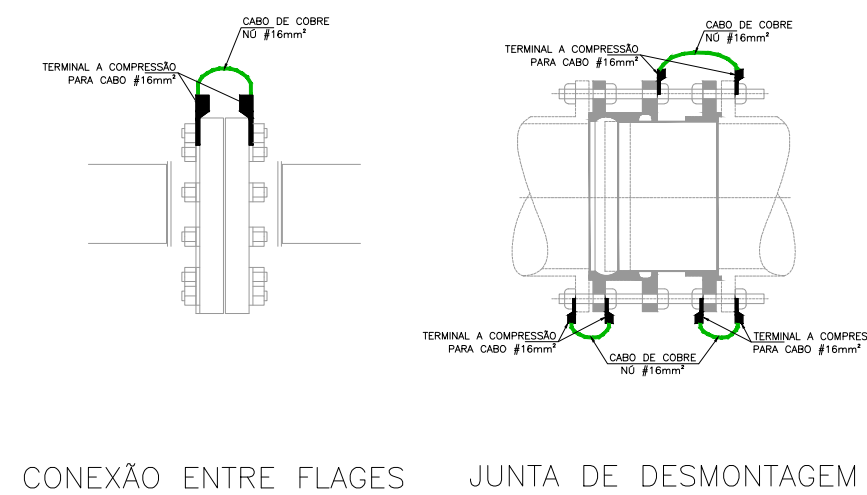 CABO DE COBRE
NÚ #16mm²
TERMINAL A COMPRESSÃO
PARA CABO #16mm²
CABO DE COBRE
NÚ #16mm²
TERMINAL A COMPRESSÃO
PARA CABO #16mm²
TERMINAL A COMPRESSÃO
PARA CABO #16mm²
CABO DE COBRE
NÚ #16mm²
TERMINAL A COMPRES
PARA CABO #16mm²
CONEXÃO ENTRE FLAGES
JUNTA DE DESMONTAGEM